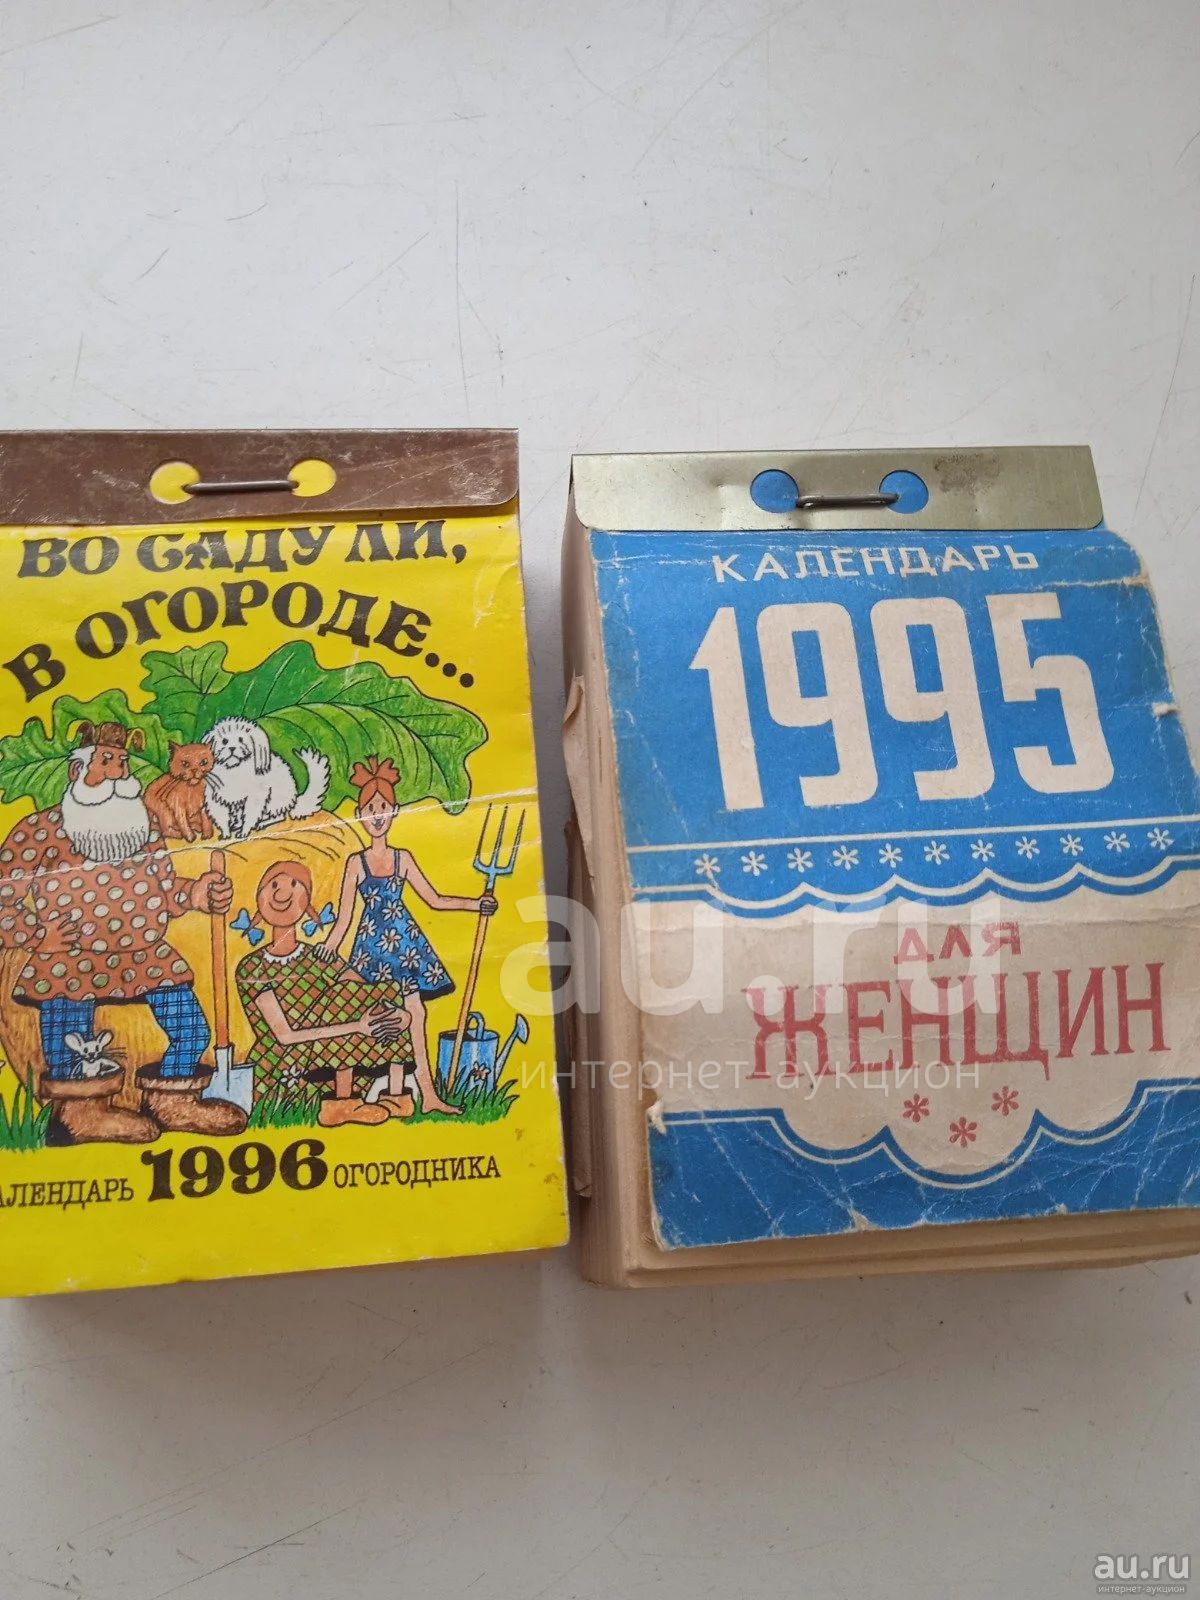 ВО САДУ ЛИ,
В ОГОРОДЕ...
АЛЕНДАРЬ 1996 ОГОРОДНИКА
КАЛЕНДАРЬ
1995
ДЛЯ
ЖЕНЩИН
au.ru
интернет-аукцион
au.ru
интернет-аукцион